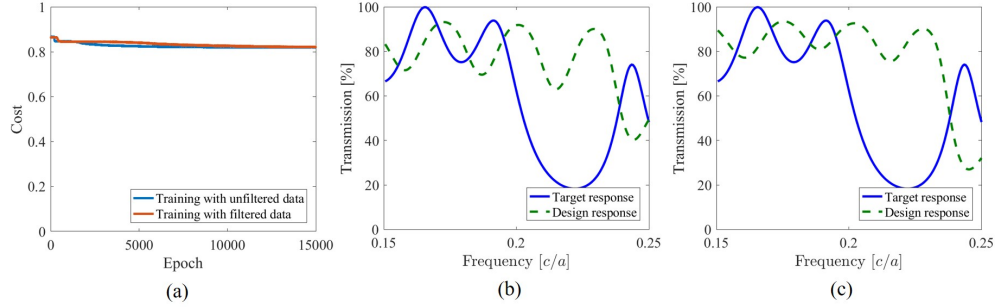 1
0.8
0.6
0.4
0.2
0
Cost
0
5000
10000
15000
Epoch
Training with unfiltered data
Training with filtered data
(a)
100
80
60
40
20
0
Transmission [%]
0.15
0.2
0.25
Frequency [c/a]
Target response
Design response
(b)
100
80
60
40
20
0
Transmission [%]
0.15
0.2
0.25
Frequency [c/a]
Target response
Design response
(c)